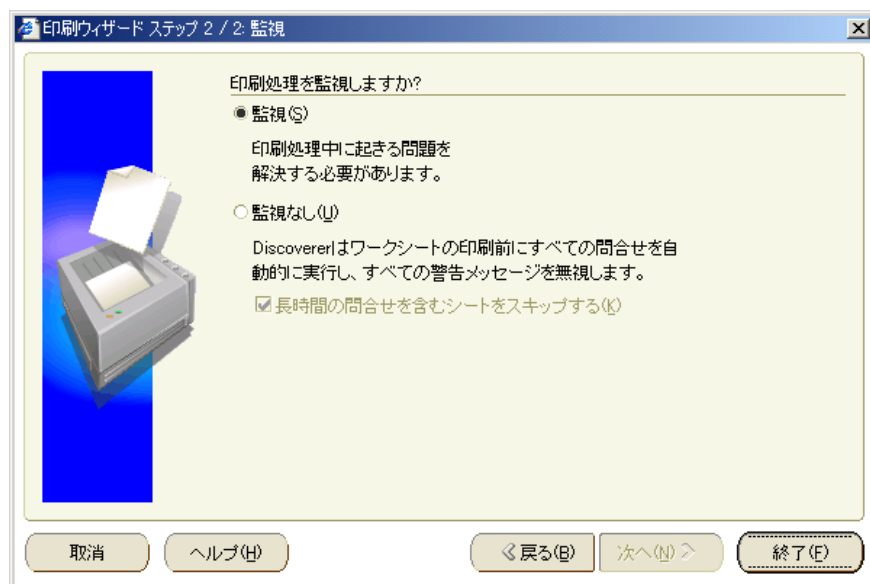 印刷ウィザード ステップ 2 / 2: 監視
印刷処理を監視しますか?
監視(S)
印刷処理中に起きる問題を
解決する必要があります。
監視なし(U)
Discovererはワークシートの印刷前にすべての問合せを自
動的に実行し、すべての警告メッセージを無視します。
長時間の問合せを含むシートをスキップする(K)
取消
ヘルプ(H)
戻る(B)
次へ(N)
終了(F)